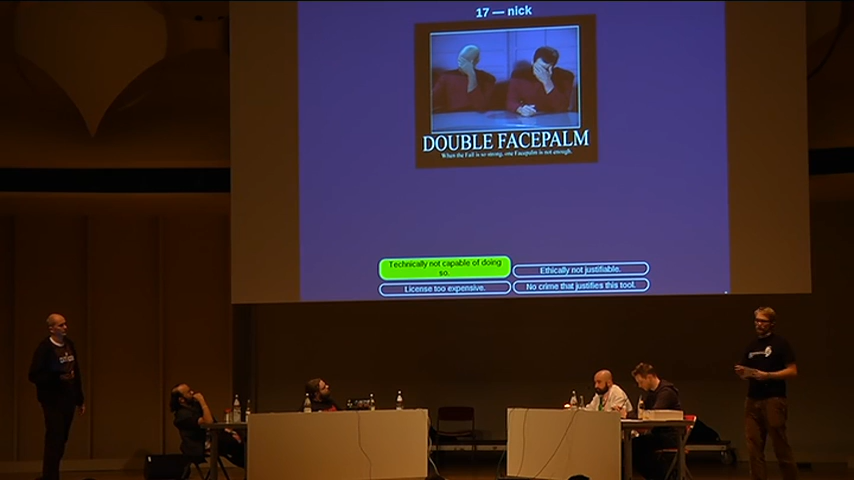 17 — nick
DOUBLE FACEPALM
When the Fail is so strong, one Facepalm is not enough.
Technically not capable of doing
so.
Ethically not justifiable.
License too expensive.
No crime that justifies this tool.